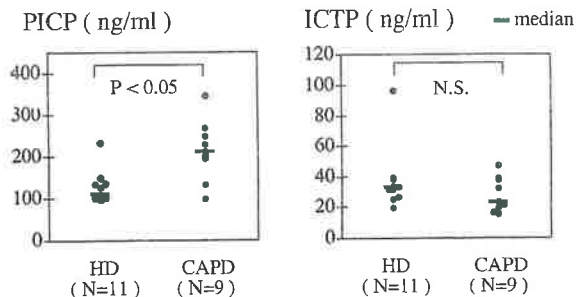 PICP ( ng/ml )
400
300
200
100
0
P < 0.05
HD
(N=11)
CAPD
(N=9)
ICTP ( ng/ml )
median
120
100
80
60
40
20
0
N.S.
HD
(N=11)
CAPD
(N=9)